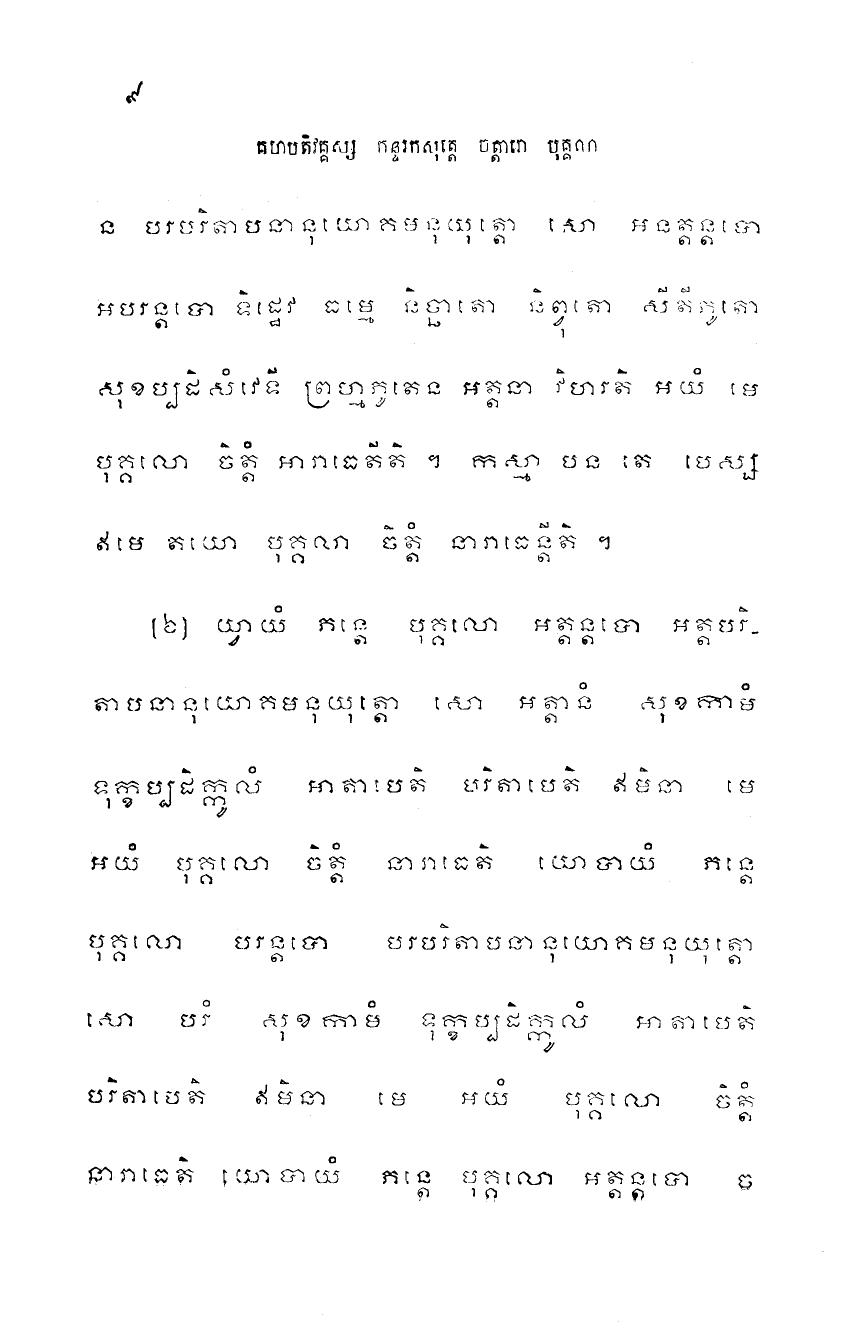 ៩
គហបតិវគ្គស្ស កន្ទរកសុត្តេ ចត្តារោ បុគ្គលា
ន បរបរិតាបនានុយោគមនុយុត្តោ សោ អនត្តន្តបោ
អបរន្តបោ ទិដ្ឋេវ ធម្មេ និច្ឆាតោ និព្វុតោ សីតីភូតោ
សុខប្បដិសំវេទី ព្រហ្មភូតេន អត្តនា វិហរតិ អយំ មេ
បុគ្គលោ ចិត្តំ អារាធេតីតិ ។ កស្មា បន តេ បេស្ស
ឥមេ តយោ បុគ្គលា ចិត្តំ នារាធេន្តីតិ ។
[៦] យ្វាយំ ភន្តេ បុគ្គលោ អត្តន្តបោ អត្តបរិ-
តាបនានុយោគមនុយុត្តោ សោ អត្តានំ សុខកាមំ
ទុក្ខប្បដិក្កូលំ អាតាបេតិ បរិតាបេតិ ឥមិនា មេ
អយំ បុគ្គលោ ចិត្តំ នារាធេតិ យោបាយំ ភន្តេ
បុគ្គលោ បរន្តបោ បរបរិតាបនានុយោគមនុយុត្តោ
សោ បរំ សុខកាមំ ទុក្ខប្បដិក្កូលំ អាតាបេតិ
បរិតាបេតិ ឥមិនា មេ អយំ បុគ្គលោ ចិត្តំ
នារាធេតិ យោបាយំ ភន្តេ បុគ្គលោ អត្តន្តបោ ច